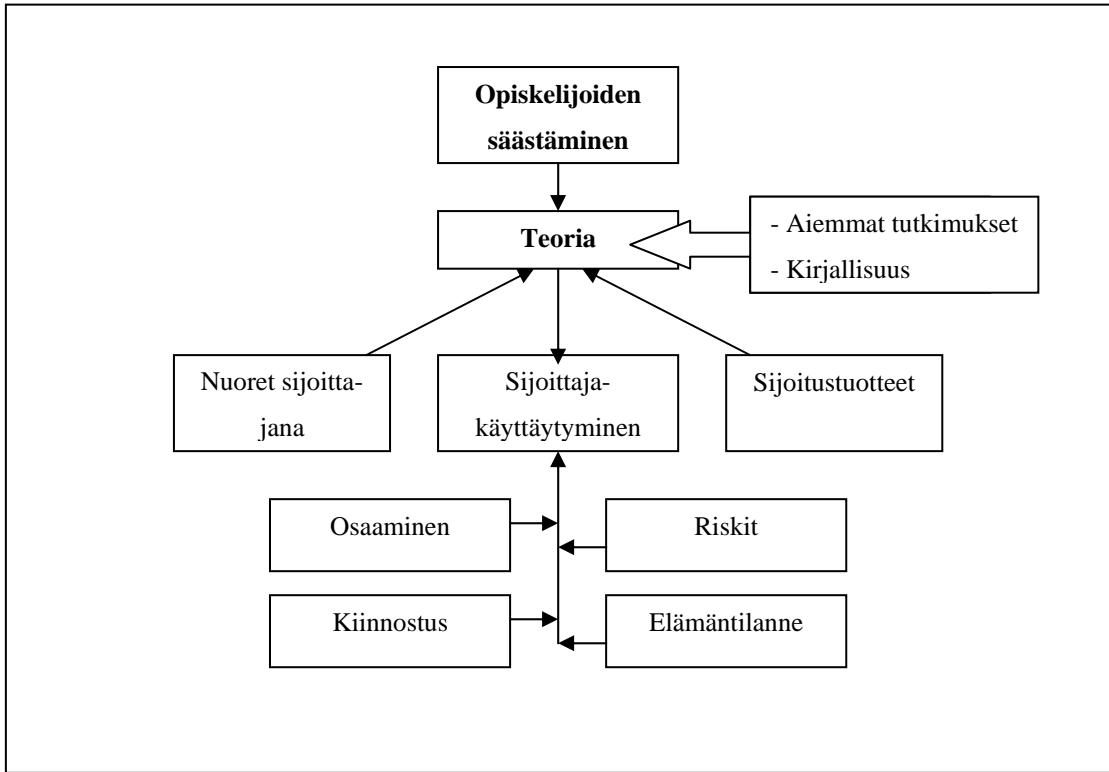 Opiskelijoiden
säästäminen
Teoria
- Aiemmat tutkimukset
- Kirjallisuus
Nuoret sijoitta-
jana
Sijoittaja-
käyttäytyminen
Sijoitustuotteet
Osaaminen
Riskit
Kiinnostus
Elämäntilanne